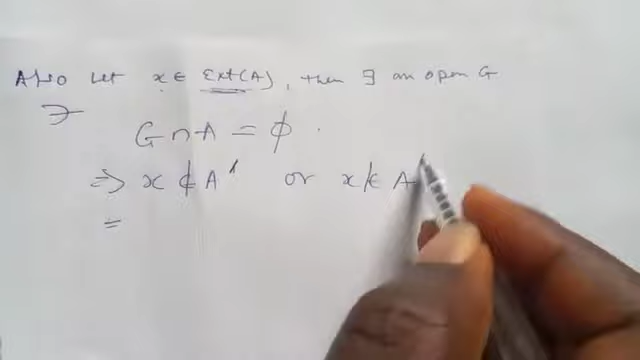 Also Let x ∈ Ext(A), then ∃ an open G
∋
G ∩ A = ϕ.
⇒ x ∉ A' or x ∉ A
=